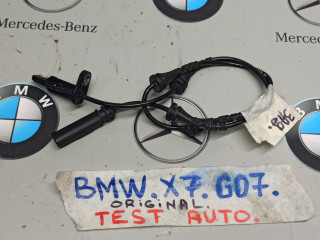 Mercedes-Benz
Mercedes-Benz
BMW
BMW
BMW. X7. G07.
ORIGINAL.
TEST AUTO.